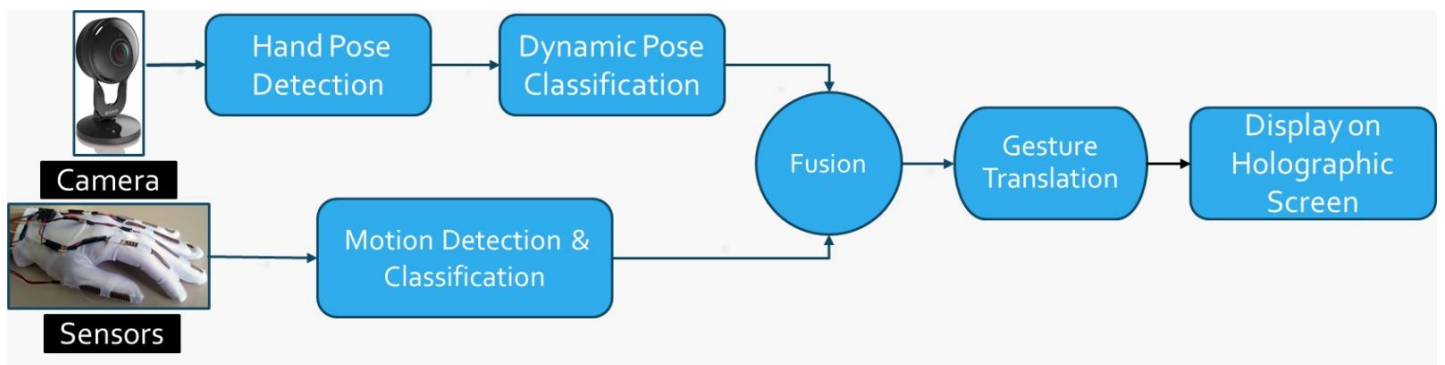 Hand Pose
Detection
Dynamic Pose
Classification
Camera
Sensors
Motion Detection &
Classification
Fusion
Gesture
Translation
Display on
Holographic
Screen